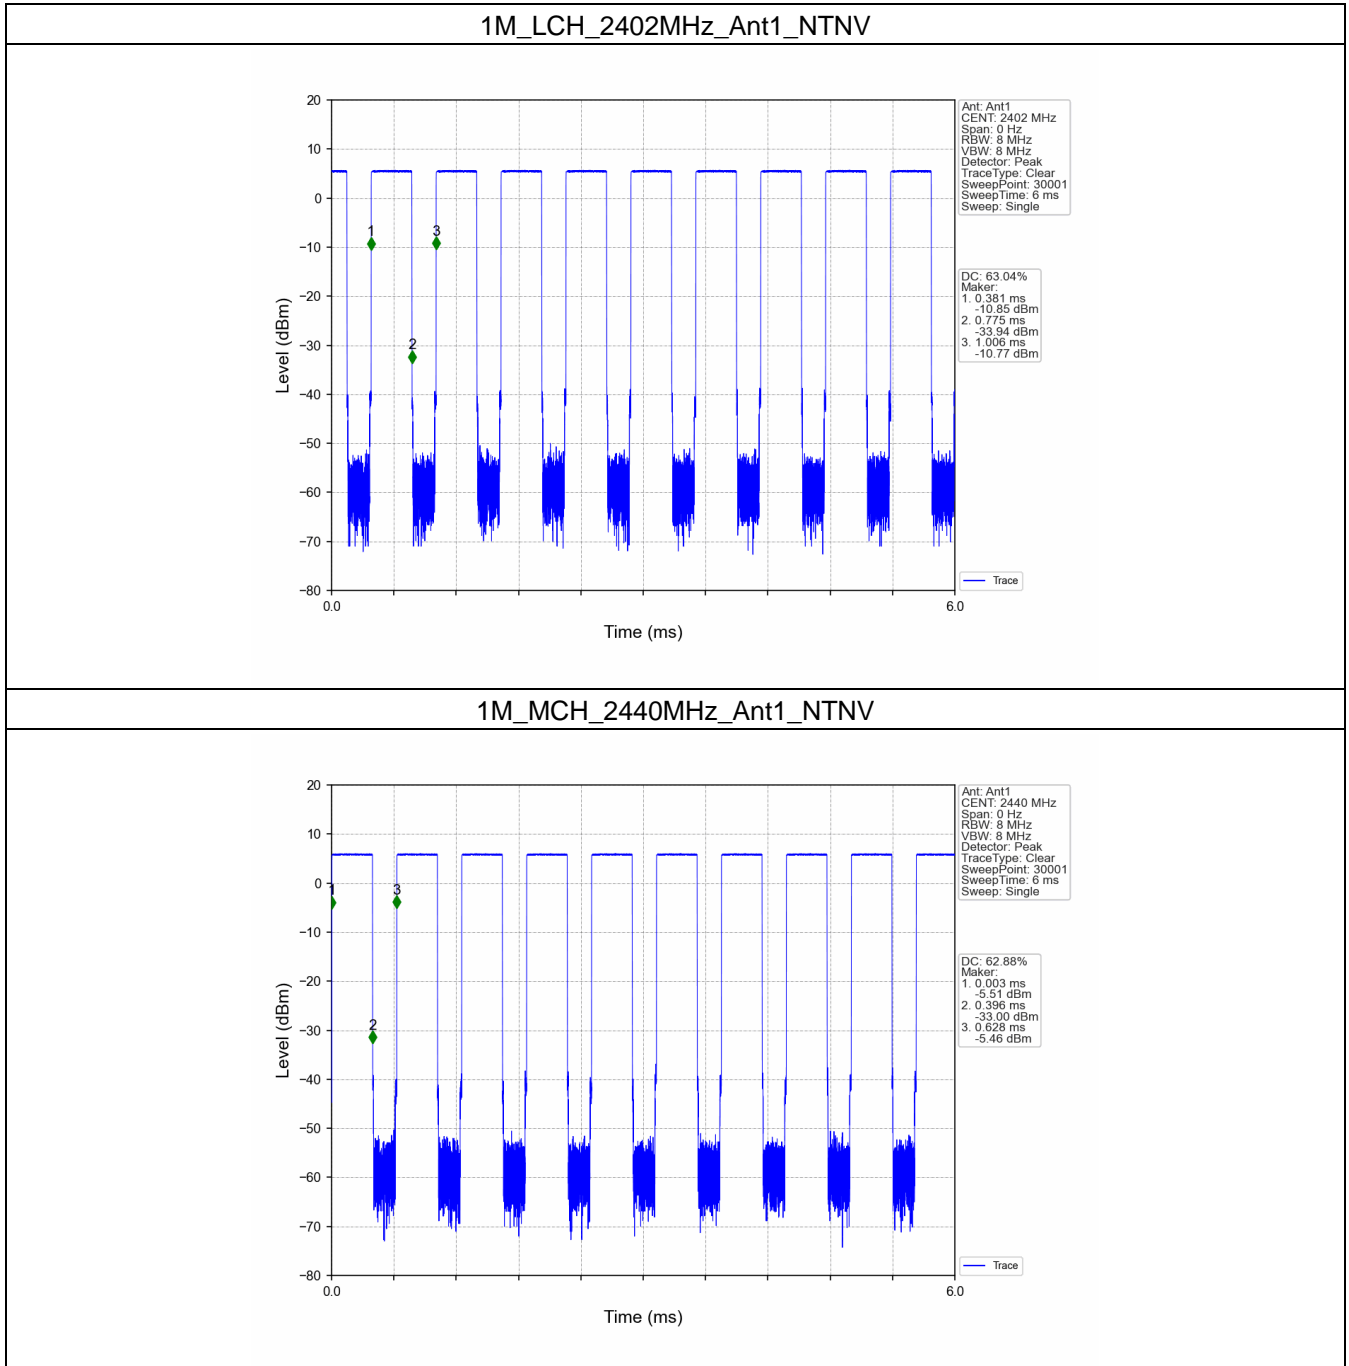 1M_LCH_2402MHz_Ant1_NTNV
20
10
0
−10
−20
−30
−40
−50
−60
−70
−80
Level (dBm)
1
2
3
0.0
6.0
Time (ms)
Ant: Ant1
CENT: 2402 MHz
Span: 0 Hz
RBW: 8 MHz
VBW: 8 MHz
Detector: Peak
TraceType: Clear
SweepPoint: 30001
SweepTime: 6 ms
Sweep: Single
DC: 63.04%
Maker:
1. 0.381 ms
-10.85 dBm
2. 0.775 ms
-33.94 dBm
3. 1.006 ms
-10.77 dBm
Trace
1M_MCH_2440MHz_Ant1_NTNV
20
10
0
−10
−20
−30
−40
−50
−60
−70
−80
Level (dBm)
1
2
3
0.0
6.0
Time (ms)
Ant: Ant1
CENT: 2440 MHz
Span: 0 Hz
RBW: 8 MHz
VBW: 8 MHz
Detector: Peak
TraceType: Clear
SweepPoint: 30001
SweepTime: 6 ms
Sweep: Single
DC: 62.88%
Maker:
1. 0.003 ms
-5.51 dBm
2. 0.396 ms
-33.00 dBm
3. 0.628 ms
-5.46 dBm
Trace